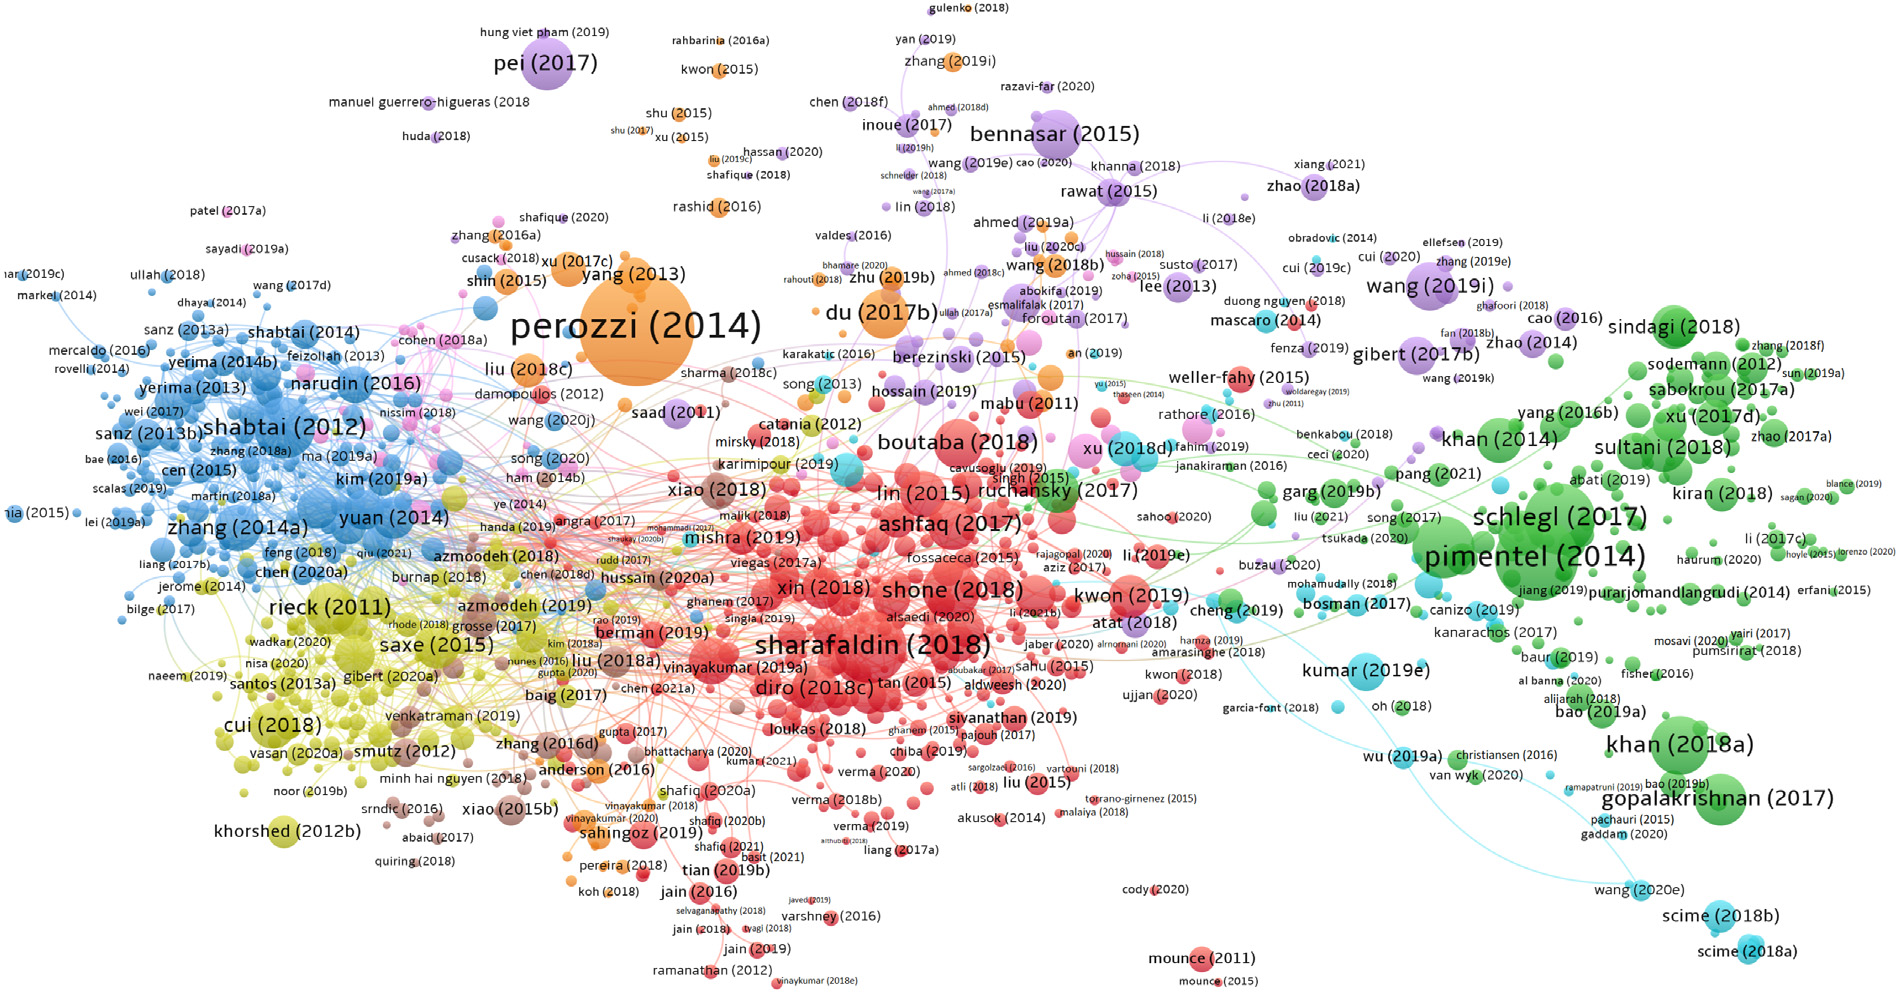 gulenko (2018)
hung viet pham (2019)
rahbarinia (2016a)
yan (2019)
pei (2017)
kwon (2015)
zhang (2019i)
razavi-far (2020)
manuel guerrero-higueras (2018
chen (2018f)
ahmed (2018d)
shu (2015)
inoue (2017)
bennasar (2015)
huda (2018)
shu (2017)
xu (2015)
li (2019h)
hassan (2020)
liu (2019c)
wang (2019e)
cao (2020)
khanna (2018)
xiang (2021)
shafique (2018)
schneider (2018)
zhao (2018a)
wang (2017a)
rawat (2015)
patel (2017a)
rashid (2016)
lin (2018)
shafique (2020)
li (2018e)
ahmed (2019a)
zhang (2016a)
valdes (2016)
obradovic (2014)
ellefsen (2019)
sayadi (2019a)
liu (2020c)
hussain (2018)
cusack (2018)
xu (2017c)
cui (2020)
bhamare (2020)
wang (2018b)
susto (2017)
cui (2019c)
zhang (2019e)
nar (2019c)
ullah (2018)
shin (2015)
yang (2013)
rahouti (2018)
zhu (2019b)
ahmed (2018c)
zoha (2015)
lee (2013)
wang (2019i)
markel (2014)
wang (2017d)
abokifa (2019)
dhaya (2014)
esmalifalak (2017)
duong nguyen (2018)
ghafoori (2018)
du (2017b)
ullah (2017a)
foroutan (2017)
mascaro (2014)
cao (2016)
sindagi (2018)
sanz (2013a)
shabtai (2014)
perozzi (2014)
fan (2018b)
cohen (2018a)
zhao (2014)
mercaldo (2016)
yerima (2014b)
feizollah (2013)
karakatic (2016)
berezinski (2015)
an (2019)
fenza (2019)
gibert (2017b)
zhang (2018f)
rovelli (2014)
liu (2018c)
sharma (2018c)
sodemann (2012)
sun (2019a)
yerima (2013)
narudin (2016)
song (2013)
hossain (2019)
yu (2015)
weller-fahy (2015)
wang (2019k)
sabokrou (2017a)
damopoulos (2012)
thaseen (2014)
woldaregay (2019)
wei (2017)
nissim (2018)
saad (2011)
mabu (2011)
zhu (2011)
yang (2016b)
xu (2017d)
wang (2020j)
catania (2012)
rathore (2016)
shabtai (2012)
sanz (2013b)
mirsky (2018)
boutaba (2018)
xu (2018d)
fahim (2019)
benkabou (2018)
khan (2014)
sultani (2018)
zhao (2017a)
bae (2016)
zhang (2018a)
ma (2019a)
song (2020)
karimipour (2019)
cavusoglu (2019)
janakiraman (2016)
ceci (2020)
cen (2015)
kim (2019a)
ham (2014b)
singh (2015)
pang (2021)
abati (2019)
scalas (2019)
martin (2018a)
xiao (2018)
lin (2015)
ruchansky (2017)
garg (2019b)
kiran (2018)
blance (2019)
sagan (2020)
nia (2015)
lei (2019a)
zhang (2014a)
yuan (2014)
ye (2014)
malik (2018)
ashfaq (2017)
sahoo (2020)
liu (2021)
song (2017)
schlegl (2017)
handa (2019)
angra (2017)
mohammadi (2017)
shaukay (2020b)
mishra (2019)
tsukada (2020)
li (2017c)
feng (2018)
qiu (2021)
azmoodeh (2018)
rudd (2017)
viegas (2017a)
fossaceca (2015)
rajagopal (2020)
li (2019e)
pimentel (2014)
hoyle (2015)
lorenzo (2020)
liang (2017b)
chen (2020a)
burnap (2018)
chen (2018d)
hussain (2020a)
aziz (2017)
buzau (2020)
haurum (2020)
jerome (2014)
xin (2018)
shone (2018)
kwon (2019)
mohamudally (2018)
jiang (2019)
purarjomandlangrudi (2014)
erfani (2015)
bilge (2017)
rieck (2011)
azmoodeh (2019)
ghanem (2017)
li (2021b)
cheng (2019)
bosman (2017)
canizo (2019)
rhode (2018)
grosse (2017)
rao (2019)
singla (2019)
alsaedi (2020)
atat (2018)
kanarachos (2017)
wadkar (2020)
saxe (2015)
kim (2018a)
berman (2019)
sharafaldin (2018)
jaber (2020)
almornani (2020)
hamza (2019)
amarasinghe (2018)
mosavi (2020)
yairi (2017)
pumsirirat (2018)
nisa (2020)
nunes (2016)
liu (2018a)
vinayakumar (2019a)
abubakar (2017)
sahu (2015)
baur (2019)
naeem (2019)
santos (2013a)
gibert (2020a)
gupta (2020)
kwon (2018)
kumar (2019e)
al banna (2020)
fisher (2016)
baig (2017)
chen (2021a)
diro (2018c)
tan (2015)
aldweesh (2020)
ujjan (2020)
alijarah (2018)
cui (2018)
venkatraman (2019)
loukas (2018)
sivanathan (2019)
garcia-font (2018)
oh (2018)
bao (2019a)
gupta (2017)
ghanem (2015)
pajouh (2017)
vasan (2020a)
smutz (2012)
zhang (2016d)
bhattacharya (2020)
chiba (2019)
wu (2019a)
christiansen (2016)
khan (2018a)
kumar (2021)
minh hai nguyen (2018)
anderson (2016)
verma (2020)
sargolzaei (2016)
vartouni (2018)
van wyk (2020)
noor (2019b)
shafiq (2020a)
atli (2018)
liu (2015)
ramapatruni (2019)
bao (2019b)
srndic (2016)
xiao (2015b)
vinayakumar (2018)
verma (2018b)
torrano-girnenez (2015)
gopalakrishnan (2017)
khorshed (2012b)
vinayakumar (2020)
shafiq (2020b)
verma (2019)
akusok (2014)
malaiya (2018)
pachauri (2015)
abaid (2017)
sahingoz (2019)
gaddam (2020)
quiring (2018)
shafiq (2021)
althubiti (2018)
liang (2017a)
basit (2021)
pereira (2018)
tian (2019b)
koh (2018)
jain (2016)
cody (2020)
wang (2020e)
javed (2019)
selvaganapathy (2018)
varshney (2016)
scime (2018b)
jain (2018)
tyagi (2018)
jain (2019)
scime (2018a)
mounce (2011)
ramanathan (2012)
vinaykumar (2018e)
mounce (2015)